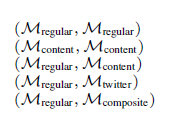 (ℳregular, ℳregular)
(ℳcontent, ℳcontent)
(ℳregular, ℳcontent)
(ℳregular, ℳtwitter)
(ℳregular, ℳcomposite)